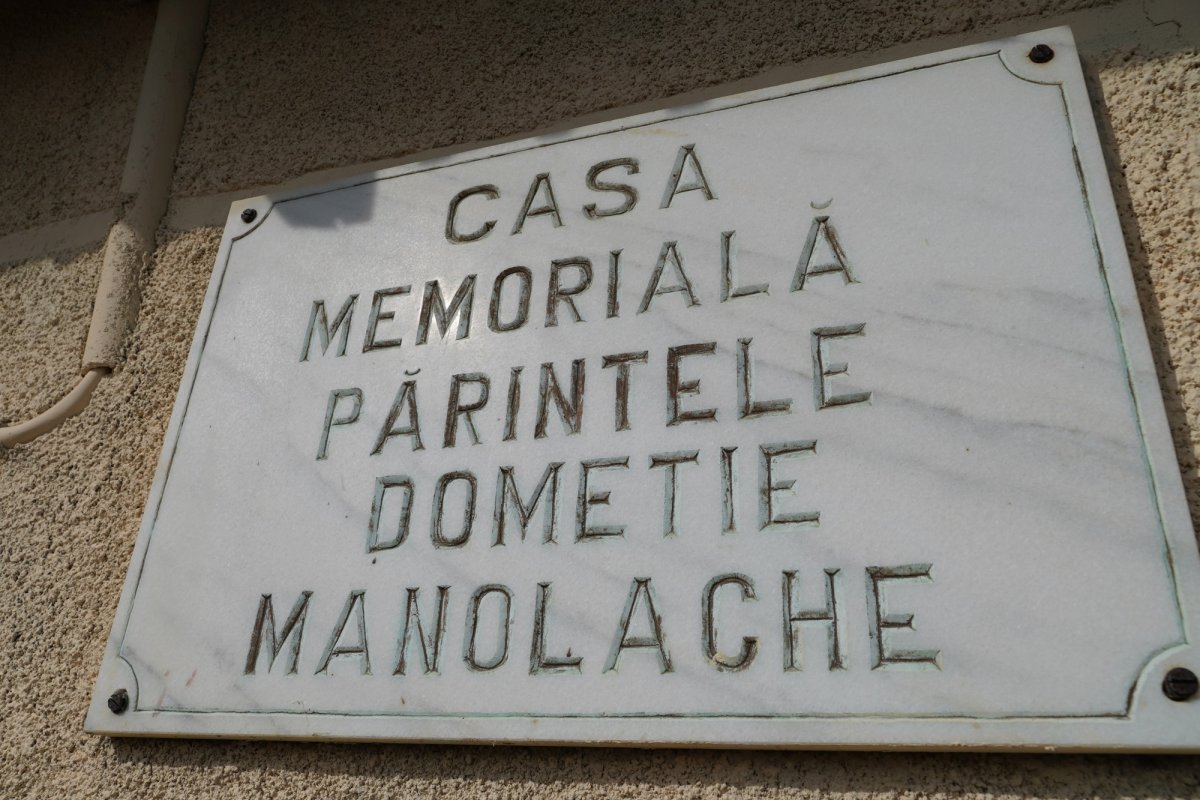 CASA
MEMORIALĂ
PĂRINTELE
DOMETIE
MANOLACHE